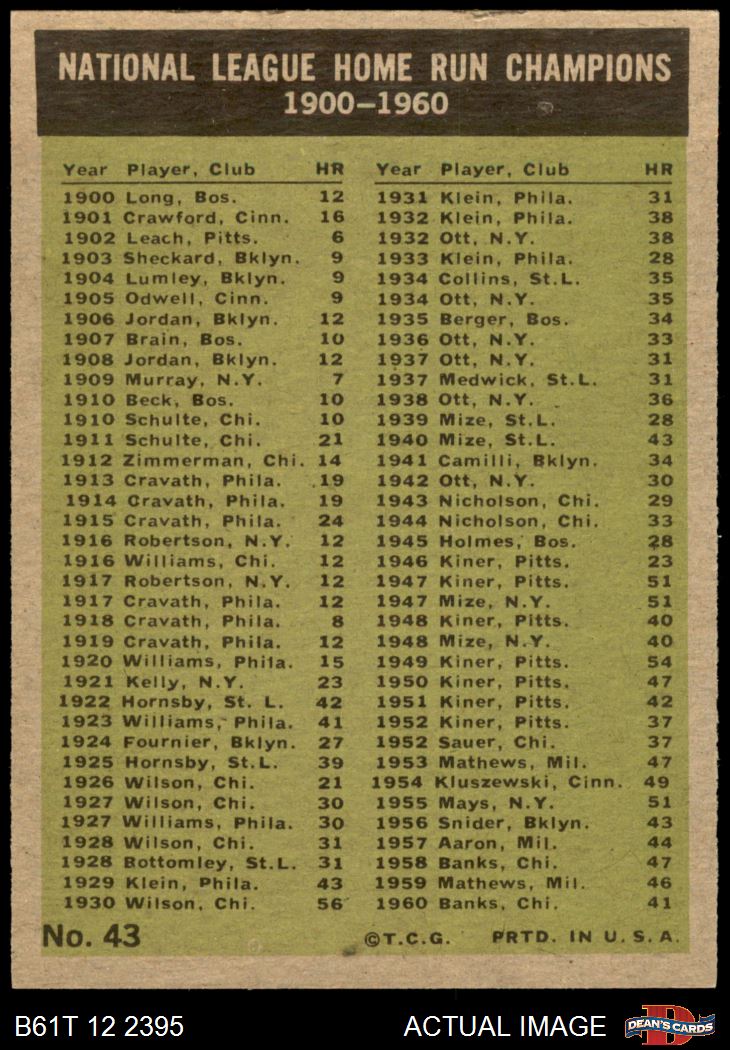 NATIONAL LEAGUE HOME RUN CHAMPIONS
1900-1960
Year Player, Club HR
1900 Long, Bos. 12
1901 Crawford, Cinn. 16
1902 Leach, Pitts. 6
1903 Sheckard, Bklyn. 9
1904 Lumley, Bklyn. 9
1905 Odwell, Cinn. 9
1906 Jordan, Bklyn. 12
1907 Brain, Bos. 10
1908 Jordan, Bklyn. 12
1909 Murray, N.Y. 7
1910 Beck, Bos. 10
1910 Schulte, Chi. 10
1911 Schulte, Chi. 21
1912 Zimmerman, Chi. 14
1913 Cravath, Phila. 19
1914 Cravath, Phila. 19
1915 Cravath, Phila. 24
1916 Robertson, N.Y. 12
1916 Williams, Chi. 12
1917 Robertson, N.Y. 12
1917 Cravath, Phila. 12
1918 Cravath, Phila. 8
1919 Cravath, Phila. 12
1920 Williams, Phila. 15
1921 Kelly, N.Y. 23
1922 Hornsby, St. L. 42
1923 Williams, Phila. 41
1924 Fournier, Bklyn. 27
1925 Hornsby, St.L. 39
1926 Wilson, Chi. 21
1927 Wilson, Chi. 30
1927 Williams, Phila. 30
1928 Wilson, Chi. 31
1928 Bottomley, St.L. 31
1929 Klein, Phila. 43
1930 Wilson, Chi. 56
Year Player, Club HR
1931 Klein, Phila. 31
1932 Klein, Phila. 38
1932 Ott, N.Y. 38
1933 Klein, Phila. 28
1934 Collins, St.L. 35
1934 Ott, N.Y. 35
1935 Berger, Bos. 34
1936 Ott, N.Y. 33
1937 Ott, N.Y. 31
1937 Medwick, St.L. 31
1938 Ott, N.Y. 36
1939 Mize, St.L. 28
1940 Mize, St.L. 43
1941 Camilli, Bklyn. 34
1942 Ott, N.Y. 30
1943 Nicholson, Chi. 29
1944 Nicholson, Chi. 33
1945 Holmes, Bos. 28
1946 Kiner, Pitts. 23
1947 Kiner, Pitts. 51
1947 Mize, N.Y. 51
1948 Kiner, Pitts. 40
1948 Mize, N.Y. 40
1949 Kiner, Pitts. 54
1950 Kiner, Pitts. 47
1951 Kiner, Pitts. 42
1952 Kiner, Pitts. 37
1952 Sauer, Chi. 37
1953 Mathews, Mil. 47
1954 Kluszewski, Cinn. 49
1955 Mays, N.Y. 51
1956 Snider, Bklyn. 43
1957 Aaron, Mil. 44
1958 Banks, Chi. 47
1959 Mathews, Mil. 46
1960 Banks, Chi. 41
No. 43 ©T.C.G. PRTD. IN U.S.A.
B61T 12 2395 ACTUAL IMAGE D DEAN'S CARDS